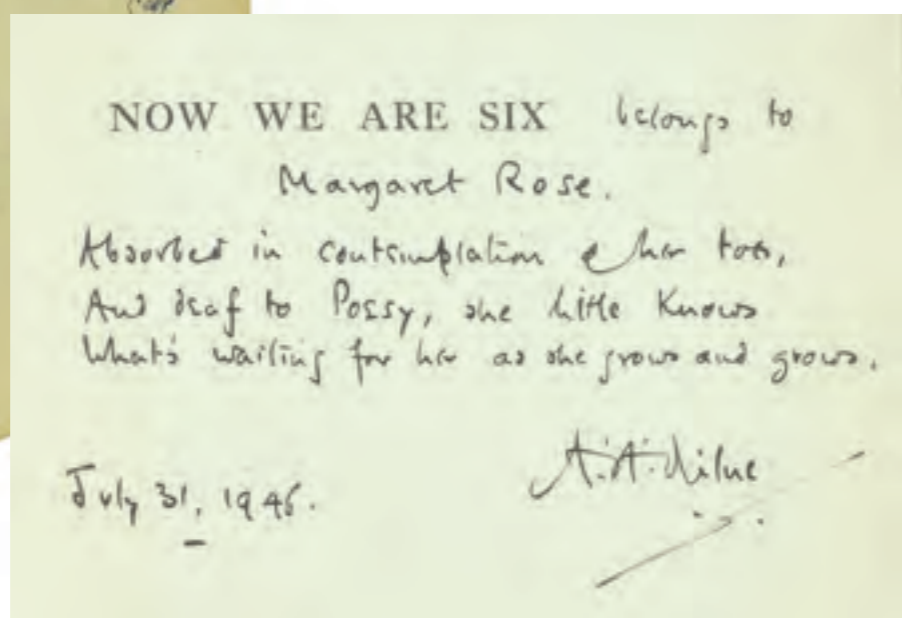 NOW WE ARE SIX belongs to
Margaret Rose.
Absorbed in contemplation of her toes,
And deaf to Possy, she little knows
What's waiting for her as she grows and grows.
A.A. Milne
July 31, 1946.